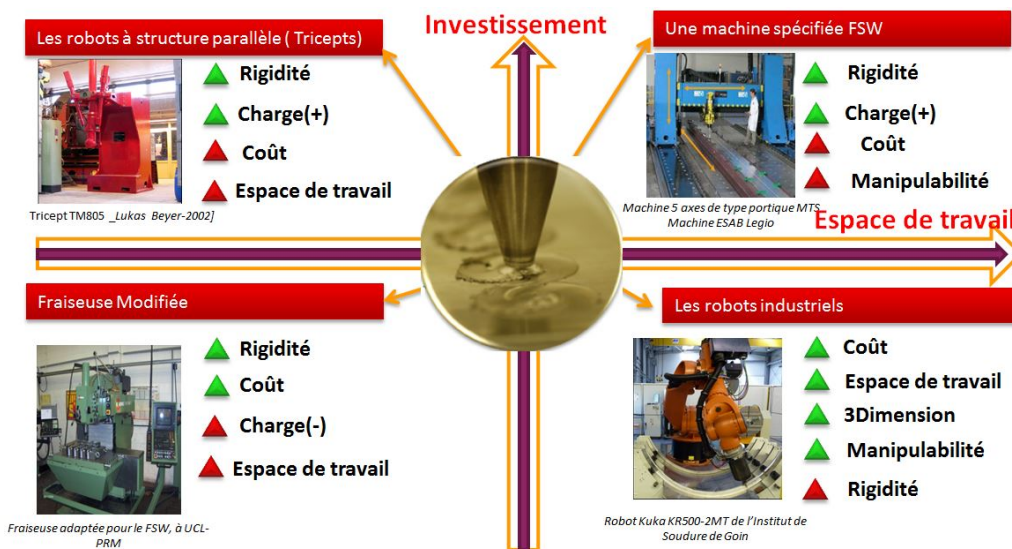 Investissement
Les robots à structure parallèle ( Tricepts)
Rigidité
Charge(+)
Coût
Espace de travail
Tricept TM805 _Lukas Beyer-2002]
Une machine spécifiée FSW
Rigidité
Charge(+)
Coût
Manipulabilité
Machine 5 axes de type portique MTS
Machine ESAB Legio
Espace de travail
Fraiseuse Modifiée
Rigidité
Coût
Charge(-)
Espace de travail
Fraiseuse adaptée pour le FSW, à UCL-
PRM
Les robots industriels
Coût
Espace de travail
3Dimension
Manipulabilité
Rigidité
Robot Kuka KR500-2MT de l'Institut de
Soudure de Goin